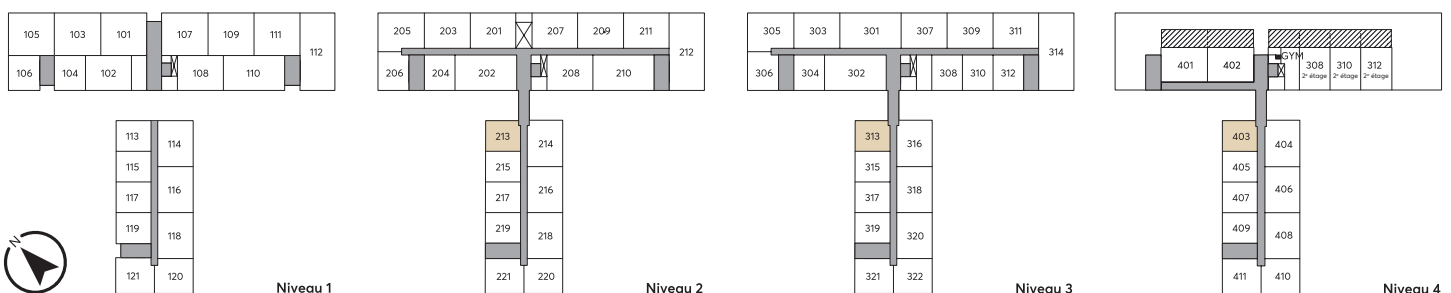 105 103 101 107 109 111 112
106 104 102 108 110
113 114
115
117 116
119 118
121 120
N
Niveau 1
205 203 201 207 209 211 212
206 204 202 208 210
213 214
215
217 216
219 218
221 220
Niveau 2
305 303 301 307 309 311 314
306 304 302 308 310 312
313 316
315
317 318
319 320
321 322
Niveau 3
GYM
401 402 308 310 312
2e étage 2e étage 2e étage
403 404
405
407 406
409 408
411 410
Niveau 4